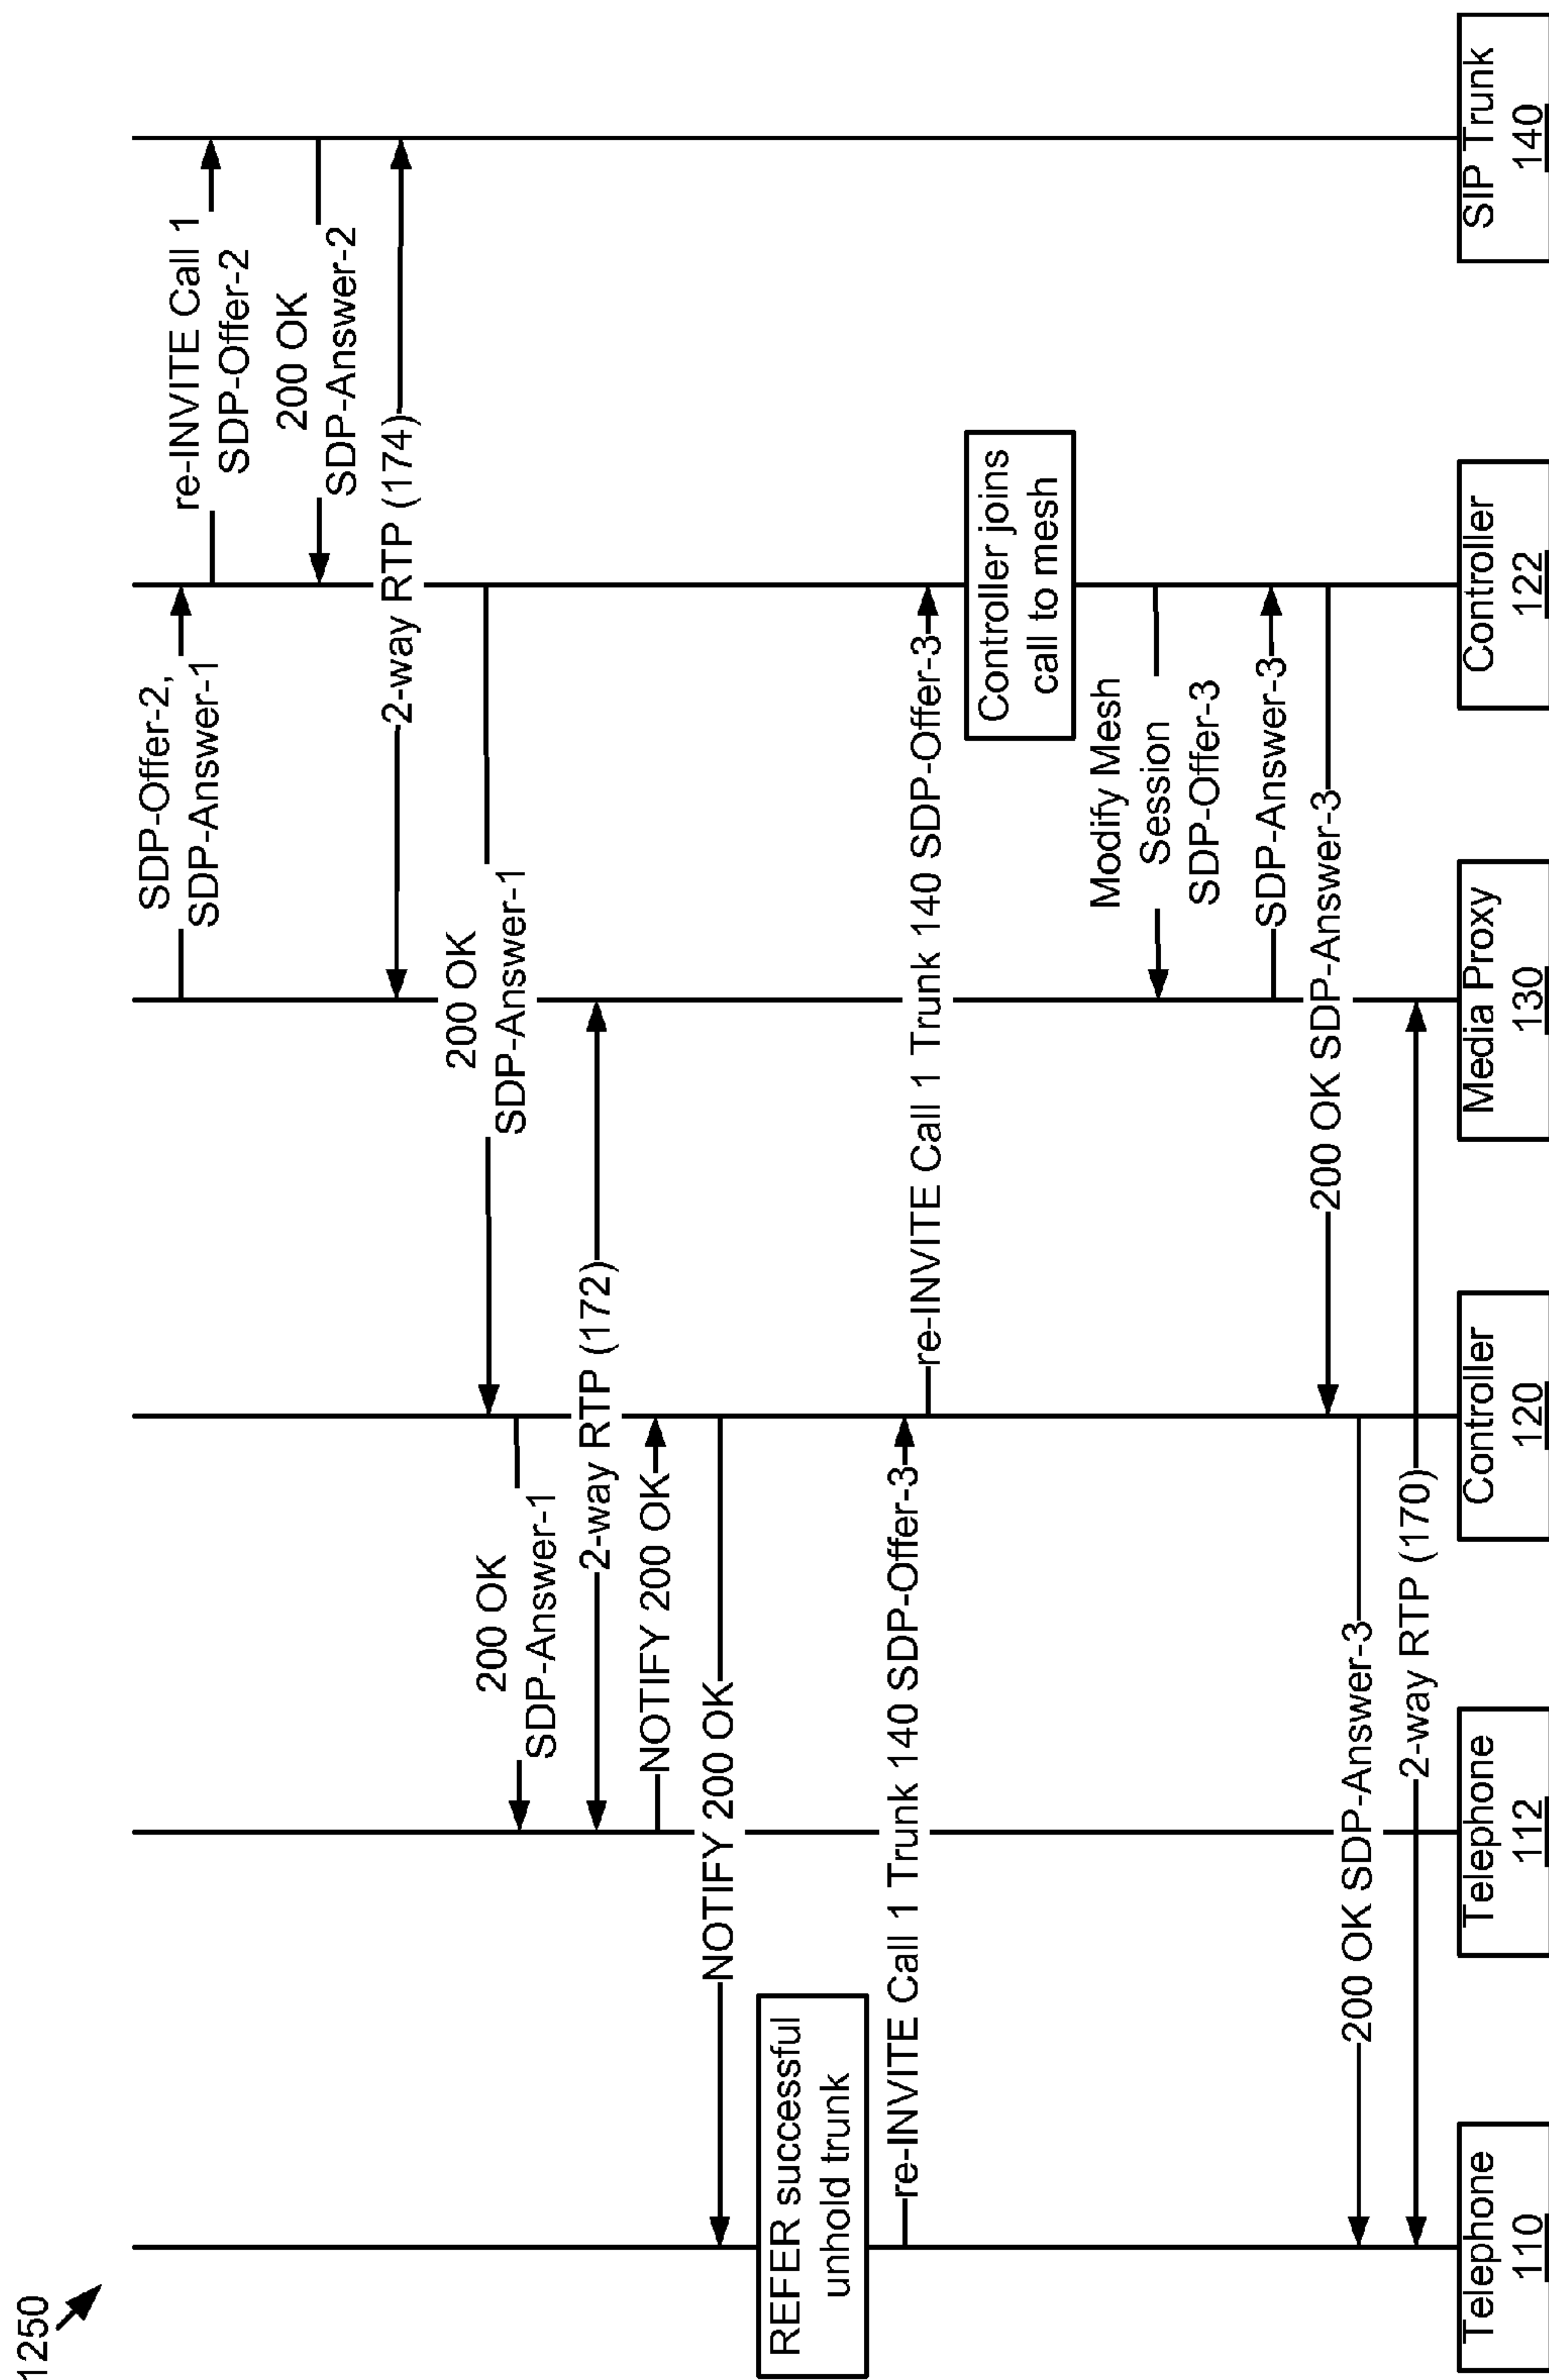 1250
SDP-Offer-2,
SDP-Answer-1
re-INVITE Call 1
SDP-Offer-2
200 OK
SDP-Answer-2
2-way RTP (174)
200 OK
SDP-Answer-1
200 OK
SDP-Answer-1
2-way RTP (172)
NOTIFY 200 OK
NOTIFY 200 OK
REFER successful
unhold trunk
re-INVITE Call 1 Trunk 140 SDP-Offer-3
re-INVITE Call 1 Trunk 140 SDP-Offer-3
Controller joins
call to mesh
Modify Mesh
Session
SDP-Offer-3
SDP-Answer-3
200 OK SDP-Answer-3
200 OK SDP-Answer-3
2-way RTP (170)
Telephone
110
Telephone
112
Controller
120
Media Proxy
130
Controller
122
SIP Trunk
140